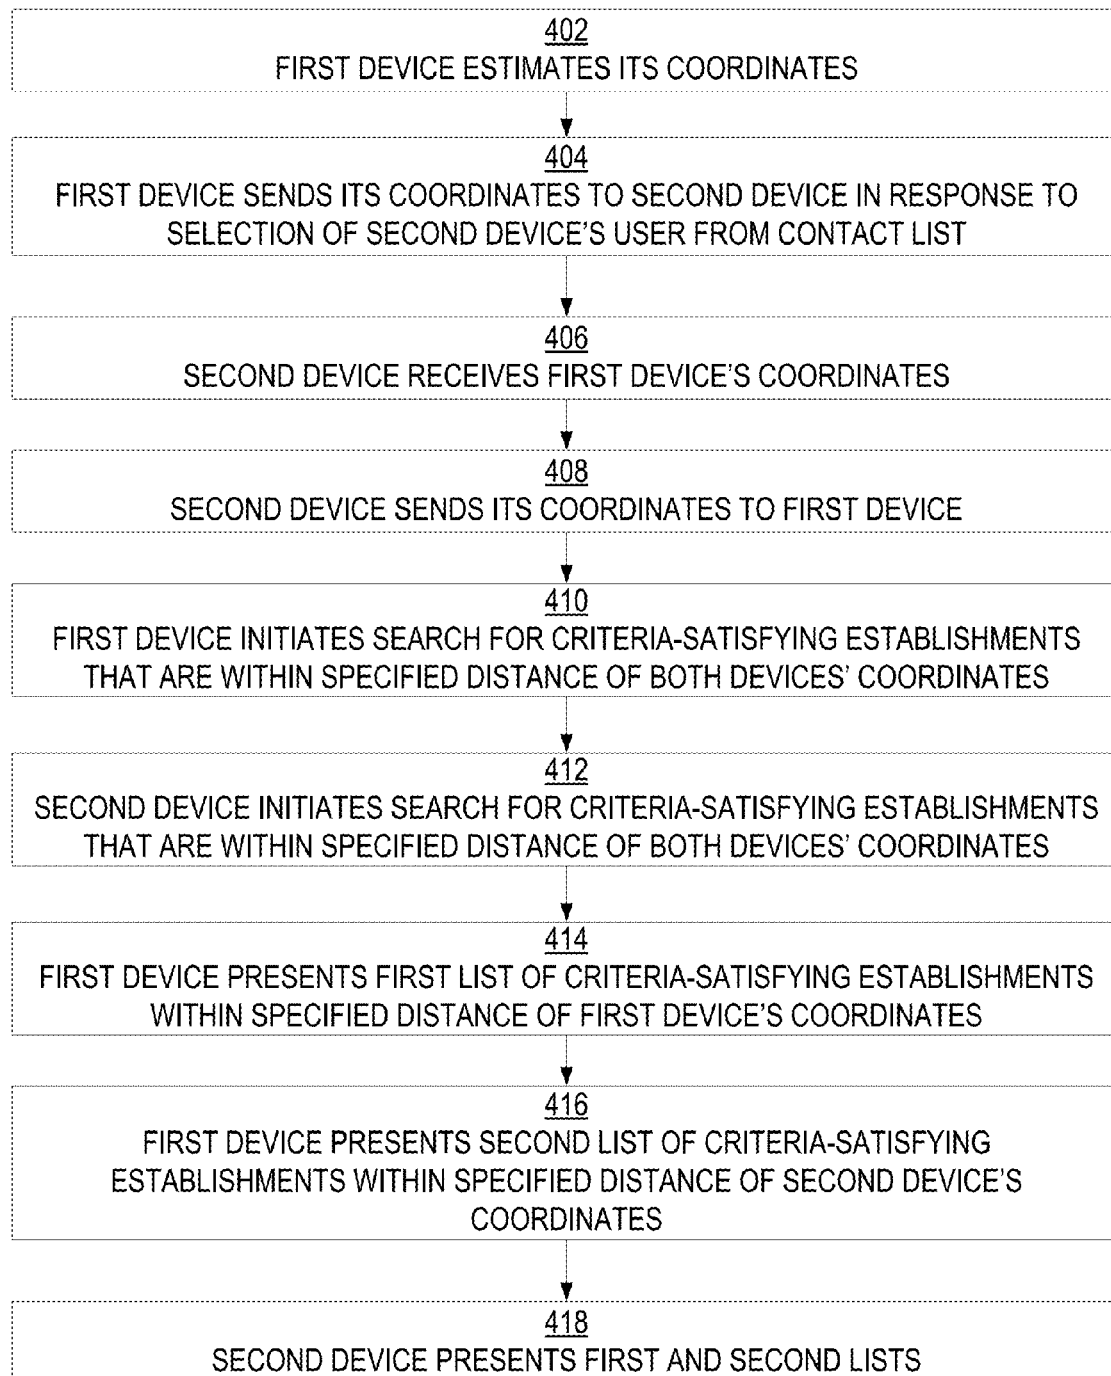 402
FIRST DEVICE ESTIMATES ITS COORDINATES
404
FIRST DEVICE SENDS ITS COORDINATES TO SECOND DEVICE IN RESPONSE TO
SELECTION OF SECOND DEVICE'S USER FROM CONTACT LIST
406
SECOND DEVICE RECEIVES FIRST DEVICE'S COORDINATES
408
SECOND DEVICE SENDS ITS COORDINATES TO FIRST DEVICE
410
FIRST DEVICE INITIATES SEARCH FOR CRITERIA-SATISFYING ESTABLISHMENTS
THAT ARE WITHIN SPECIFIED DISTANCE OF BOTH DEVICES' COORDINATES
412
SECOND DEVICE INITIATES SEARCH FOR CRITERIA-SATISFYING ESTABLISHMENTS
THAT ARE WITHIN SPECIFIED DISTANCE OF BOTH DEVICES' COORDINATES
414
FIRST DEVICE PRESENTS FIRST LIST OF CRITERIA-SATISFYING ESTABLISHMENTS
WITHIN SPECIFIED DISTANCE OF FIRST DEVICE'S COORDINATES
416
FIRST DEVICE PRESENTS SECOND LIST OF CRITERIA-SATISFYING
ESTABLISHMENTS WITHIN SPECIFIED DISTANCE OF SECOND DEVICE'S
COORDINATES
418
SECOND DEVICE PRESENTS FIRST AND SECOND LISTS